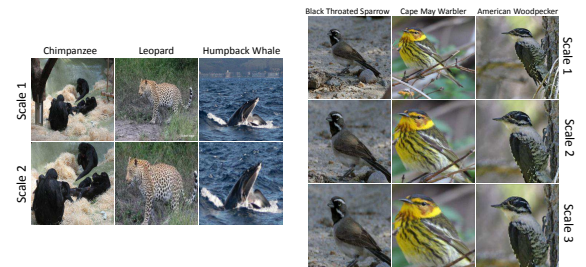 Chimpanzee Leopard Humpback Whale
Scale 1
Scale 2
Black Throated Sparrow Cape May Warbler American Woodpecker
Scale 1
Scale 2
Scale 3